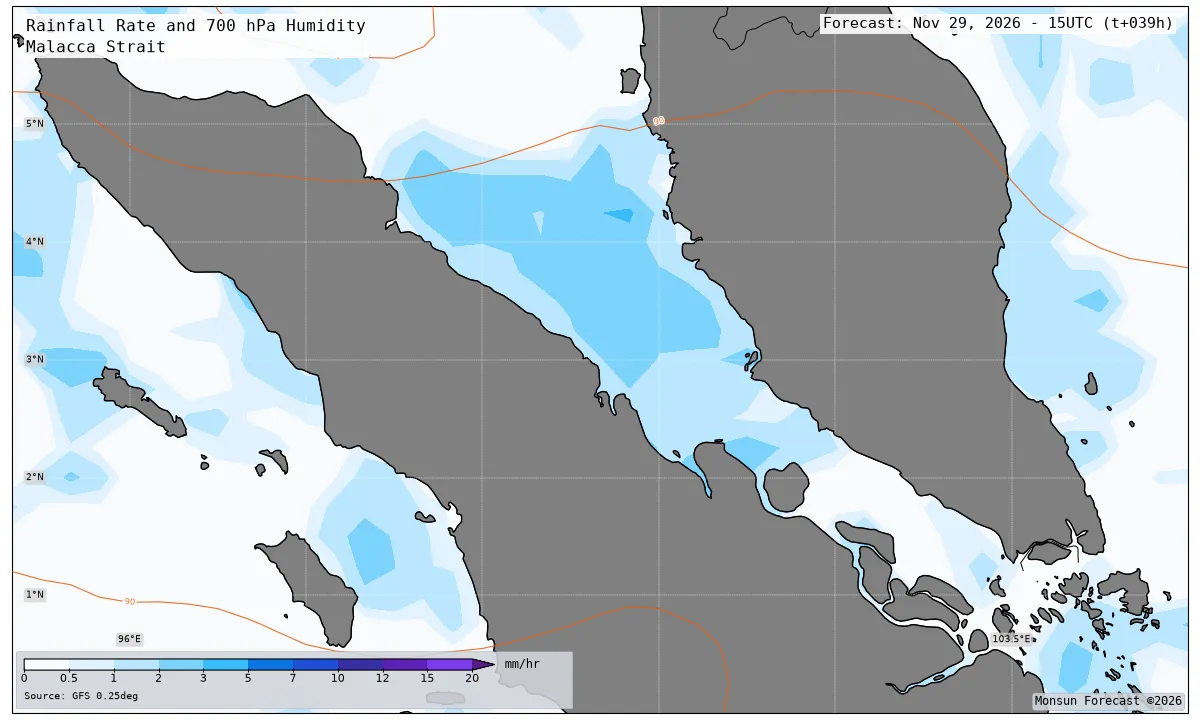 Rainfall Rate and 700 hPa Humidity
Malacca Strait
Forecast: Nov 29, 2026 - 15UTC (t+039h)
5°N
90
4°N
3°N
2°N
1°N
90
96°E
103.5°E
0 0.5 1 2 3 5 7 10 12 15 20
mm/hr
Source: GFS 0.25deg
Monsun Forecast ©2026